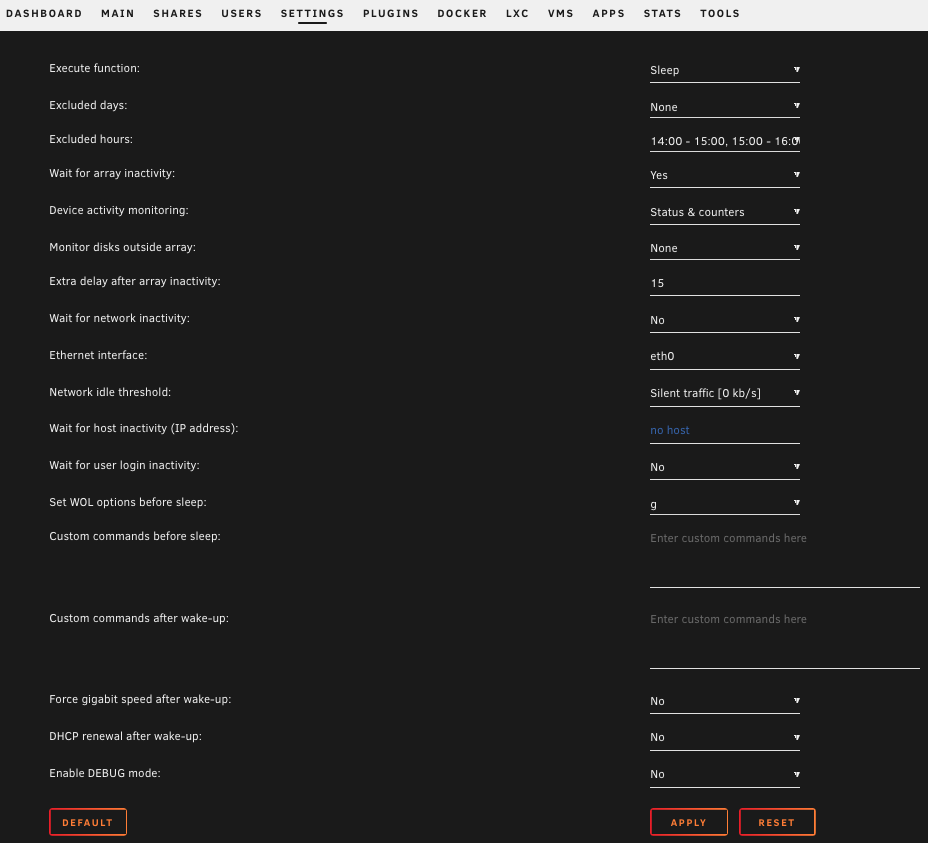 DASHBOARD MAIN SHARES USERS SETTINGS PLUGINS DOCKER LXC VMS APPS STATS TOOLS
Execute function: Sleep
Excluded days: None
Excluded hours: 14:00 - 15:00, 15:00 - 16:0
Wait for array inactivity: Yes
Device activity monitoring: Status & counters
Monitor disks outside array: None
Extra delay after array inactivity: 15
Wait for network inactivity: No
Ethernet interface: eth0
Network idle threshold: Silent traffic [0 kb/s]
Wait for host inactivity (IP address): no host
Wait for user login inactivity: No
Set WOL options before sleep: g
Custom commands before sleep: Enter custom commands here
Custom commands after wake-up: Enter custom commands here
Force gigabit speed after wake-up: No
DHCP renewal after wake-up: No
Enable DEBUG mode: No
DEFAULT APPLY RESET